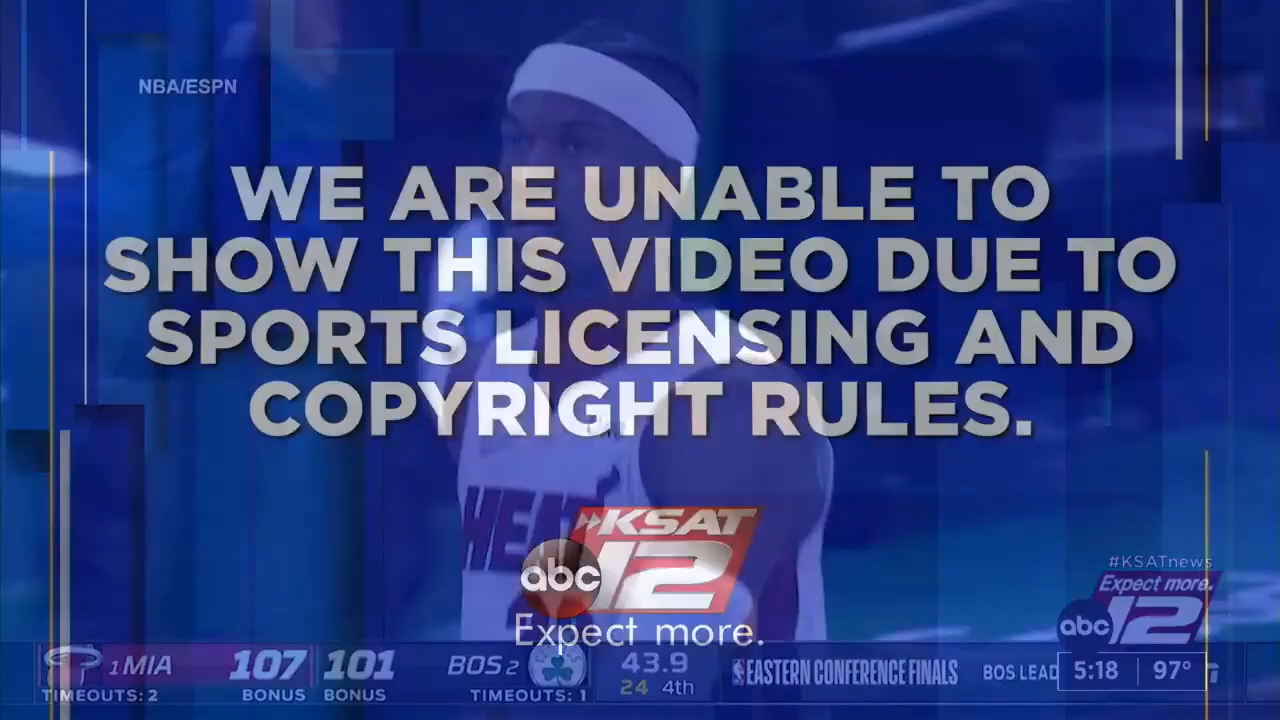 NBA/ESPN
WE ARE UNABLE TO
SHOW THIS VIDEO DUE TO
SPORTS LICENSING AND
COPYRIGHT RULES.
HEAT
KSAT
abc 12
Expect more.
#KSATnews
Expect more.
abc 12
1 MIA 107 101 BOS 2 43.9 EASTERN CONFERENCE FINALS BOS LEAD 5:18 97°
TIMEOUTS: 2 BONUS BONUS TIMEOUTS: 1 24 4th